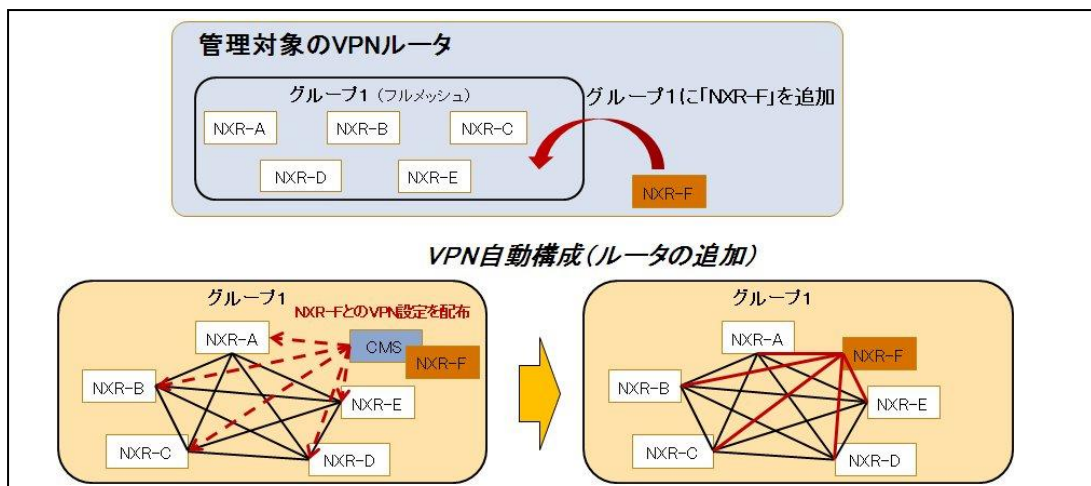 管理対象のVPNルータ
グループ1(フルメッシュ)
グループ1に「NXR-F」を追加
NXR-A
NXR-B
NXR-C
NXR-D
NXR-E
NXR-F
VPN自動構成(ルータの追加)
グループ1
NXR-FとのVPN設定を配布
NXR-A
CMS
NXR-F
NXR-B
NXR-E
NXR-C
NXR-D
グループ1
NXR-A
NXR-F
NXR-B
NXR-E
NXR-C
NXR-D